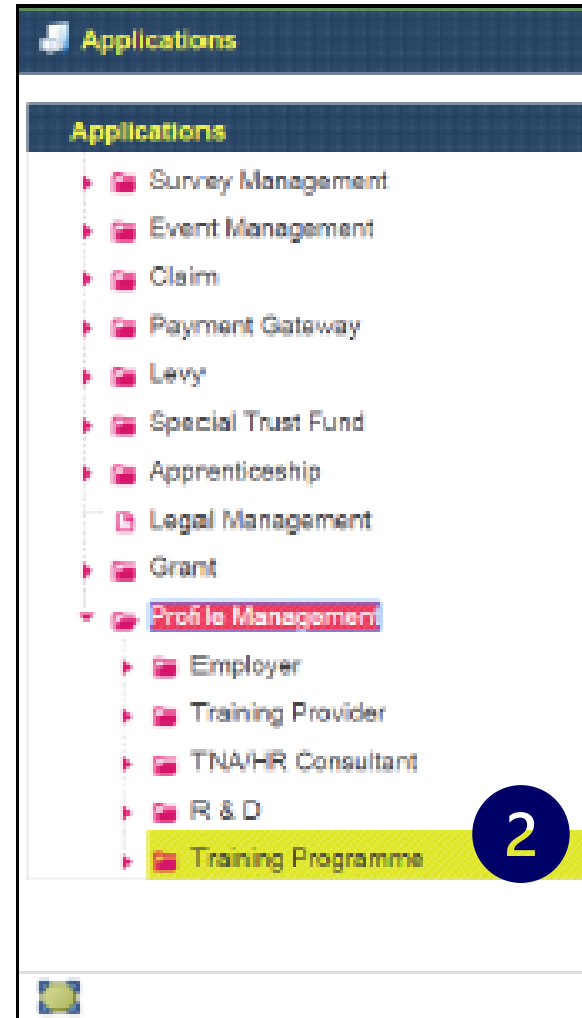 Applications
Applications
Survey Management
Event Management
Claim
Payment Gateway
Levy
Special Trust Fund
Apprenticeship
Legal Management
Grant
Profile Management
Employer
Training Provider
TNA/HR Consultant
R & D
Training Programme
2